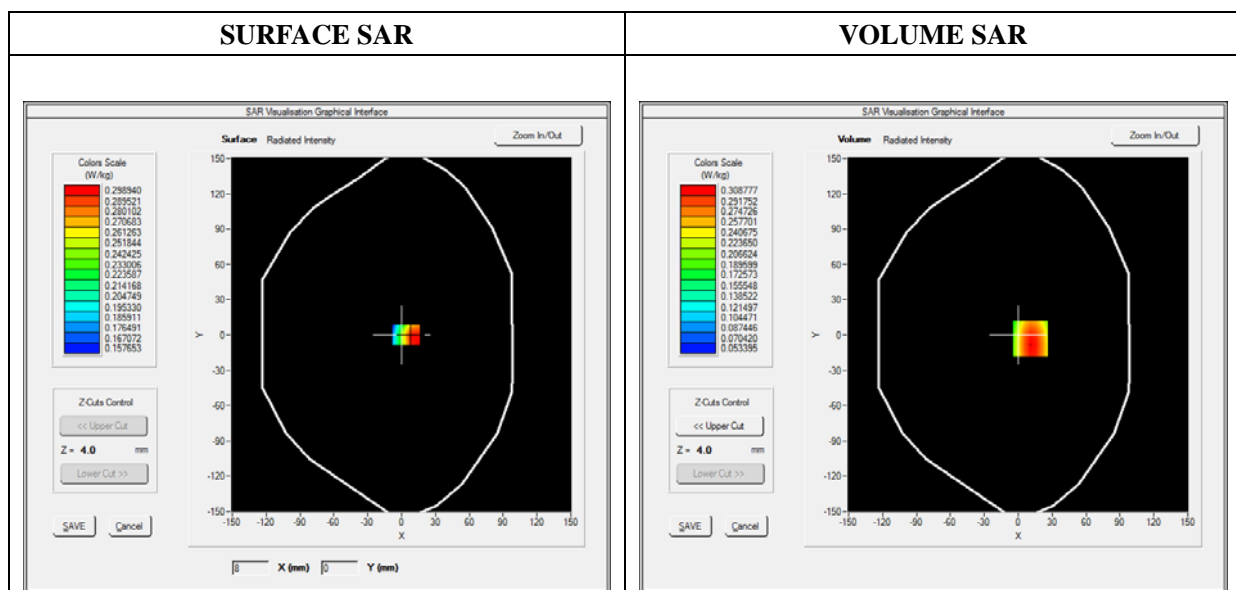 SURFACE SAR
VOLUME SAR
SAR Visualisation Graphical Interface
Surface Radiated Intensity
Zoom In/Out
Colors Scale
(W/kg)
0.298940
0.289521
0.280102
0.270683
0.261263
0.251844
0.242425
0.233006
0.223587
0.214168
0.204749
0.195330
0.185911
0.176491
0.167072
0.157653
Z-Cuts Control
<< Upper Cut
Z = 4.0 mm
Lower Cut >>
SAVE Cancel
150
120
90
60
30
0
-30
-60
-90
-120
-150
Y
-150 -120 -90 -60 -30 0 30 60 90 120 150
X
8 X (mm) 0 Y (mm)
SAR Visualisation Graphical Interface
Volume Radiated Intensity
Zoom In/Out
Colors Scale
(W/kg)
0.308777
0.291752
0.274726
0.257701
0.240675
0.223650
0.206624
0.189599
0.172573
0.155548
0.138522
0.121497
0.104471
0.087446
0.070420
0.053395
Z-Cuts Control
<< Upper Cut
Z = 4.0 mm
Lower Cut >>
SAVE Cancel
150
120
90
60
30
0
-30
-60
-90
-120
-150
Y
-150 -120 -90 -60 -30 0 30 60 90 120 150
X